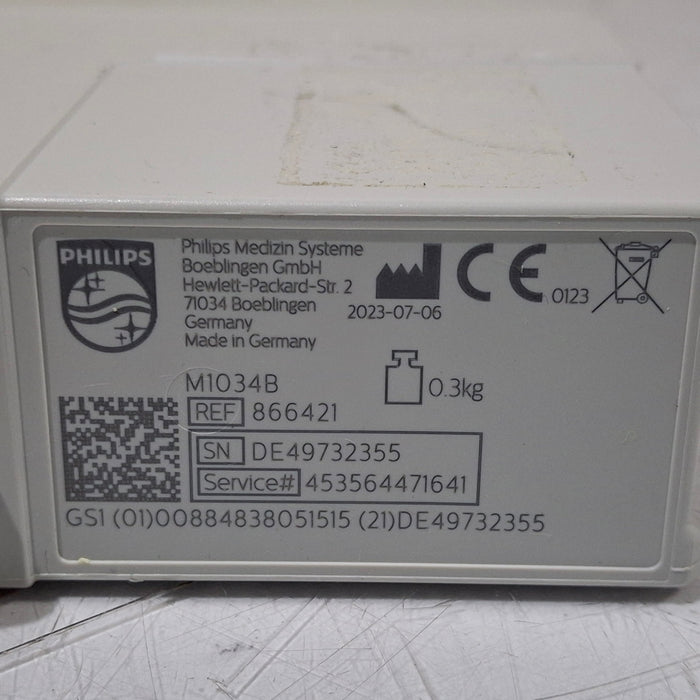 PHILIPS
Philips Medizin Systeme
Boeblingen GmbH
Hewlett-Packard-Str. 2
71034 Boeblingen
Germany
Made in Germany
2023-07-06
CE 0123
M1034B
0.3kg
REF 866421
SN DE49732355
Service# 453564471641
GS1 (01)00884838051515 (21)DE49732355